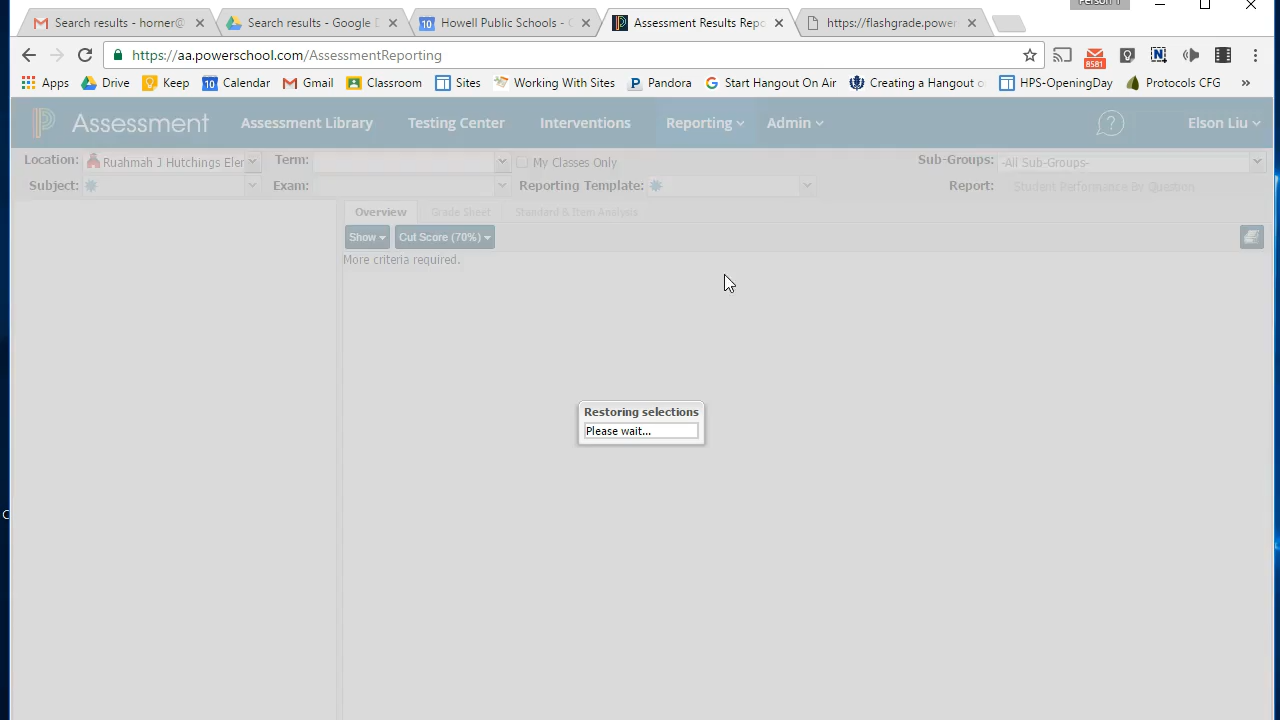 Person 1
Search results - horner@
Search results - Google D
Howell Public Schools - C
Assessment Results Repo
https://flashgrade.power
https://aa.powerschool.com/AssessmentReporting
8581
Apps
Drive
Keep
Calendar
Gmail
Classroom
Sites
Working With Sites
Pandora
Start Hangout On Air
Creating a Hangout o
HPS-OpeningDay
Protocols CFG
»
Assessment
Assessment Library
Testing Center
Interventions
Reporting
Admin
Elson Liu
Location: Ruahmah J Hutchings Eler
Term:
My Classes Only
Sub-Groups: -All Sub-Groups-
Subject:
Exam:
Reporting Template:
Report: Student Performance By Question
Overview
Grade Sheet
Standard & Item Analysis
Show
Cut Score (70%)
More criteria required.
Restoring selections
Please wait...